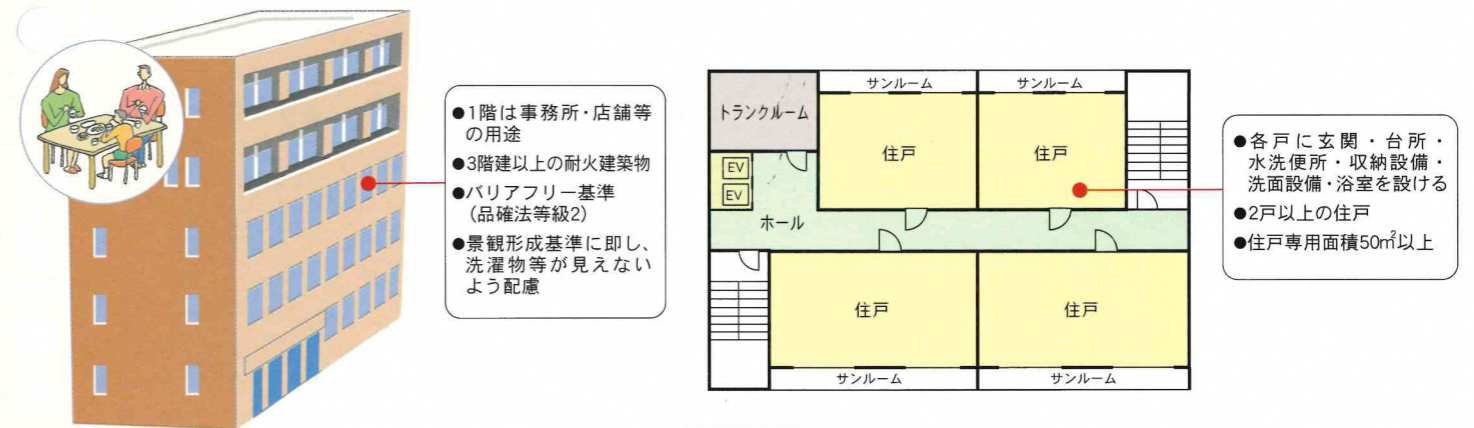 ●1階は事務所・店舗等
の用途
●3階建以上の耐火建築物
●バリアフリー基準
(品確法等級2)
●景観形成基準に即し、
洗濯物等が見えない
よう配慮
サンルーム
サンルーム
トランクルーム
住戸
住戸
EV
EV
ホール
住戸
住戸
サンルーム
サンルーム
●各戸に玄関・台所・
水洗便所・収納設備・
洗面設備・浴室を設ける
●2戸以上の住戸
●住戸専用面積50㎡以上